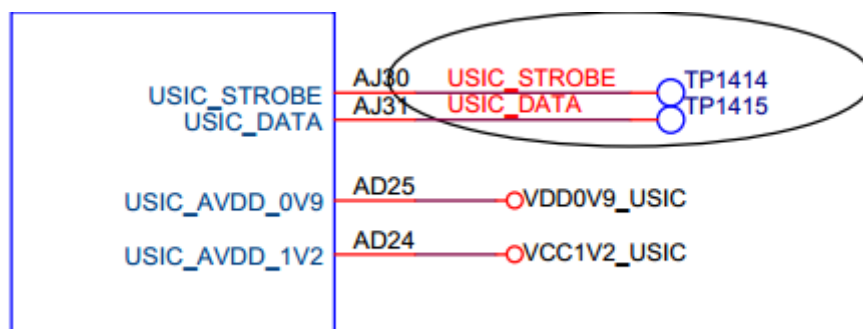 USIC_STROBE AJ30 USIC_STROBE TP1414
USIC_DATA AJ31 USIC_DATA TP1415
USIC_AVDD_0V9 AD25 VDD0V9_USIC
USIC_AVDD_1V2 AD24 VCC1V2_USIC